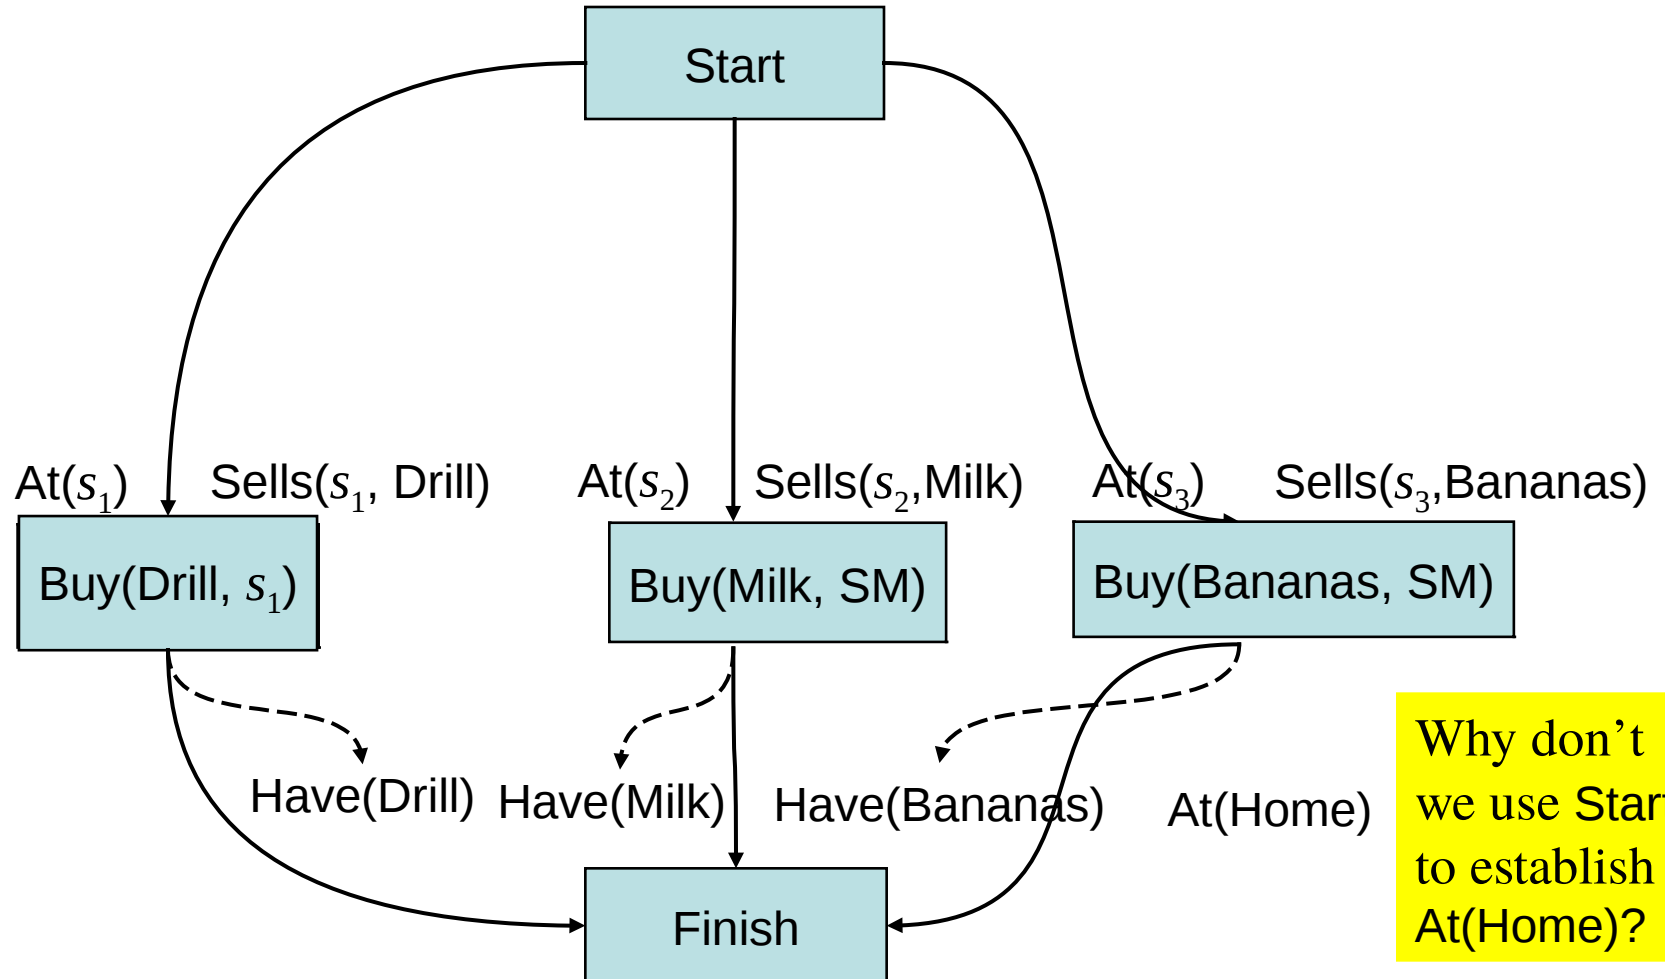 Start
At(s₁) Sells(s₁, Drill) At(s₂) Sells(s₂,Milk) At(s₃) Sells(s₃,Bananas)
Buy(Drill, s₁) Buy(Milk, SM) Buy(Bananas, SM)
Have(Drill) Have(Milk) Have(Bananas) At(Home)
Finish
Why don’t
we use Start
to establish
At(Home)?